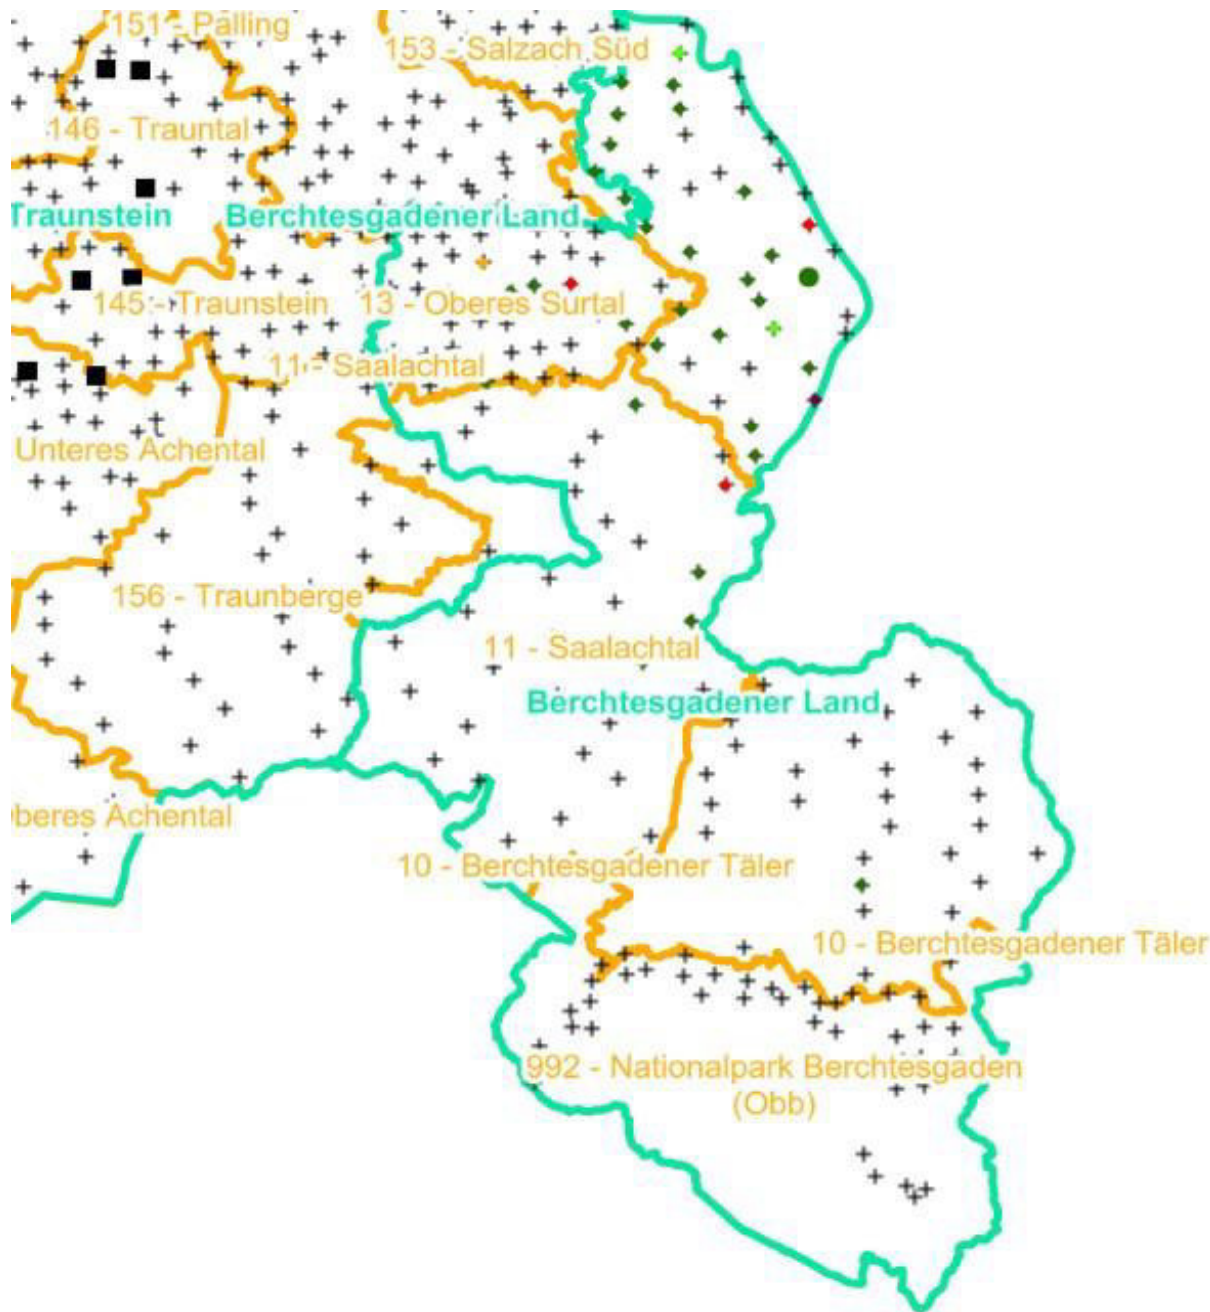 151 - Palling
153 - Salzach Süd
146 - Trauntal
Traunstein
Berchtesgadener Land
145 - Traunstein
13 - Oberes Surtal
11 - Saalachtal
Unteres Achental
156 - Traunberge
11 - Saalachtal
Berchtesgadener Land
beres Achental
10 - Berchtesgadener Täler
10 - Berchtesgadener Täler
992 - Nationalpark Berchtesgaden
(Obb)